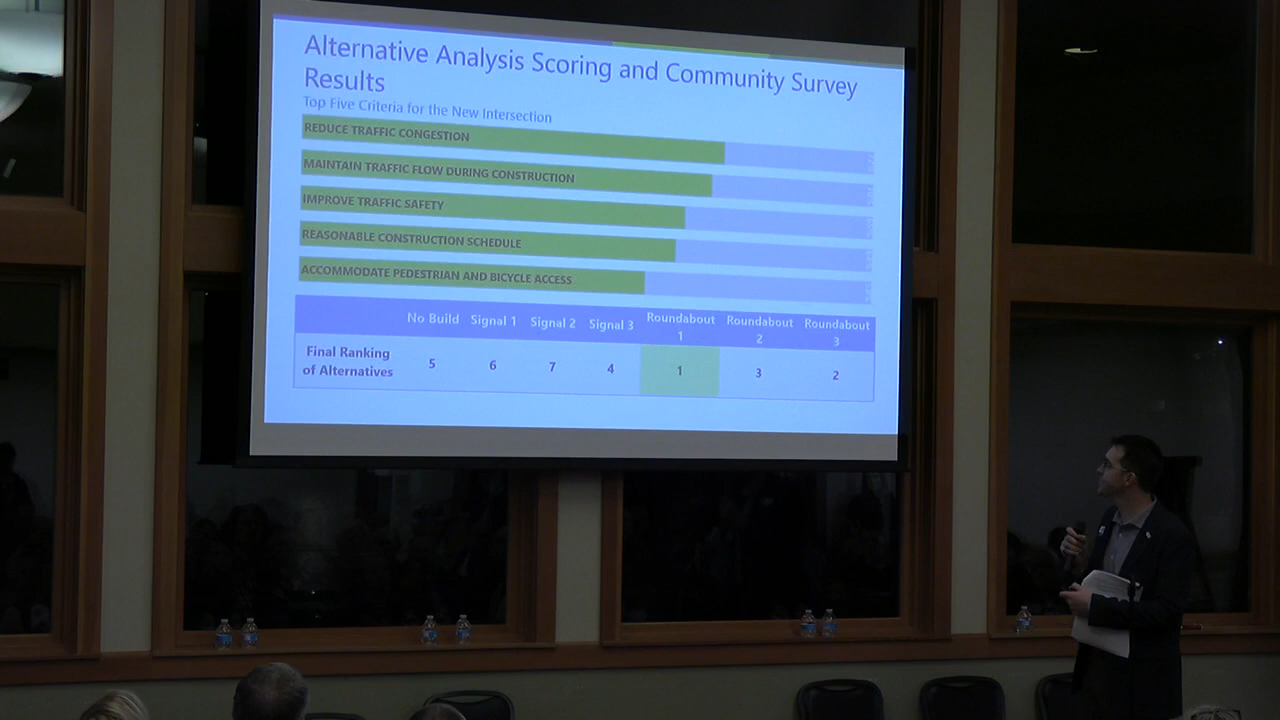 Alternative Analysis Scoring and Community Survey
Results
Top Five Criteria for the New Intersection
REDUCE TRAFFIC CONGESTION
MAINTAIN TRAFFIC FLOW DURING CONSTRUCTION
IMPROVE TRAFFIC SAFETY
REASONABLE CONSTRUCTION SCHEDULE
ACCOMMODATE PEDESTRIAN AND BICYCLE ACCESS
No Build Signal 1 Signal 2 Signal 3 Roundabout 1 Roundabout 2 Roundabout 3
Final Ranking of Alternatives 5 6 7 4 1 3 2